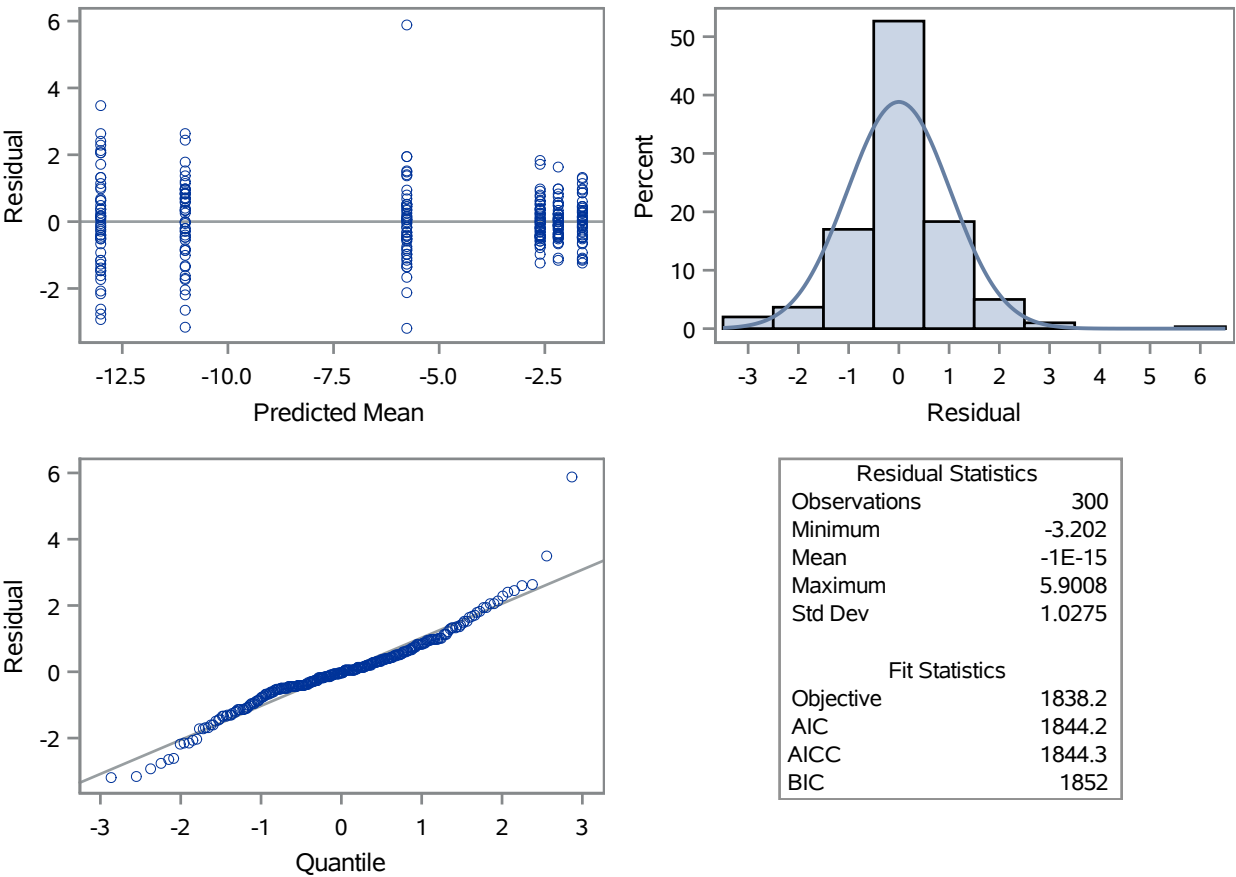 6
4
2
0
-2
Residual
-12.5 -10.0 -7.5 -5.0 -2.5
Predicted Mean
50
40
30
20
10
0
Percent
-3 -2 -1 0 1 2 3 4 5 6
Residual
6
4
2
0
-2
Residual
-3 -2 -1 0 1 2 3
Quantile
Residual Statistics
Observations 300
Minimum -3.202
Mean -1E-15
Maximum 5.9008
Std Dev 1.0275
Fit Statistics
Objective 1838.2
AIC 1844.2
AICC 1844.3
BIC 1852